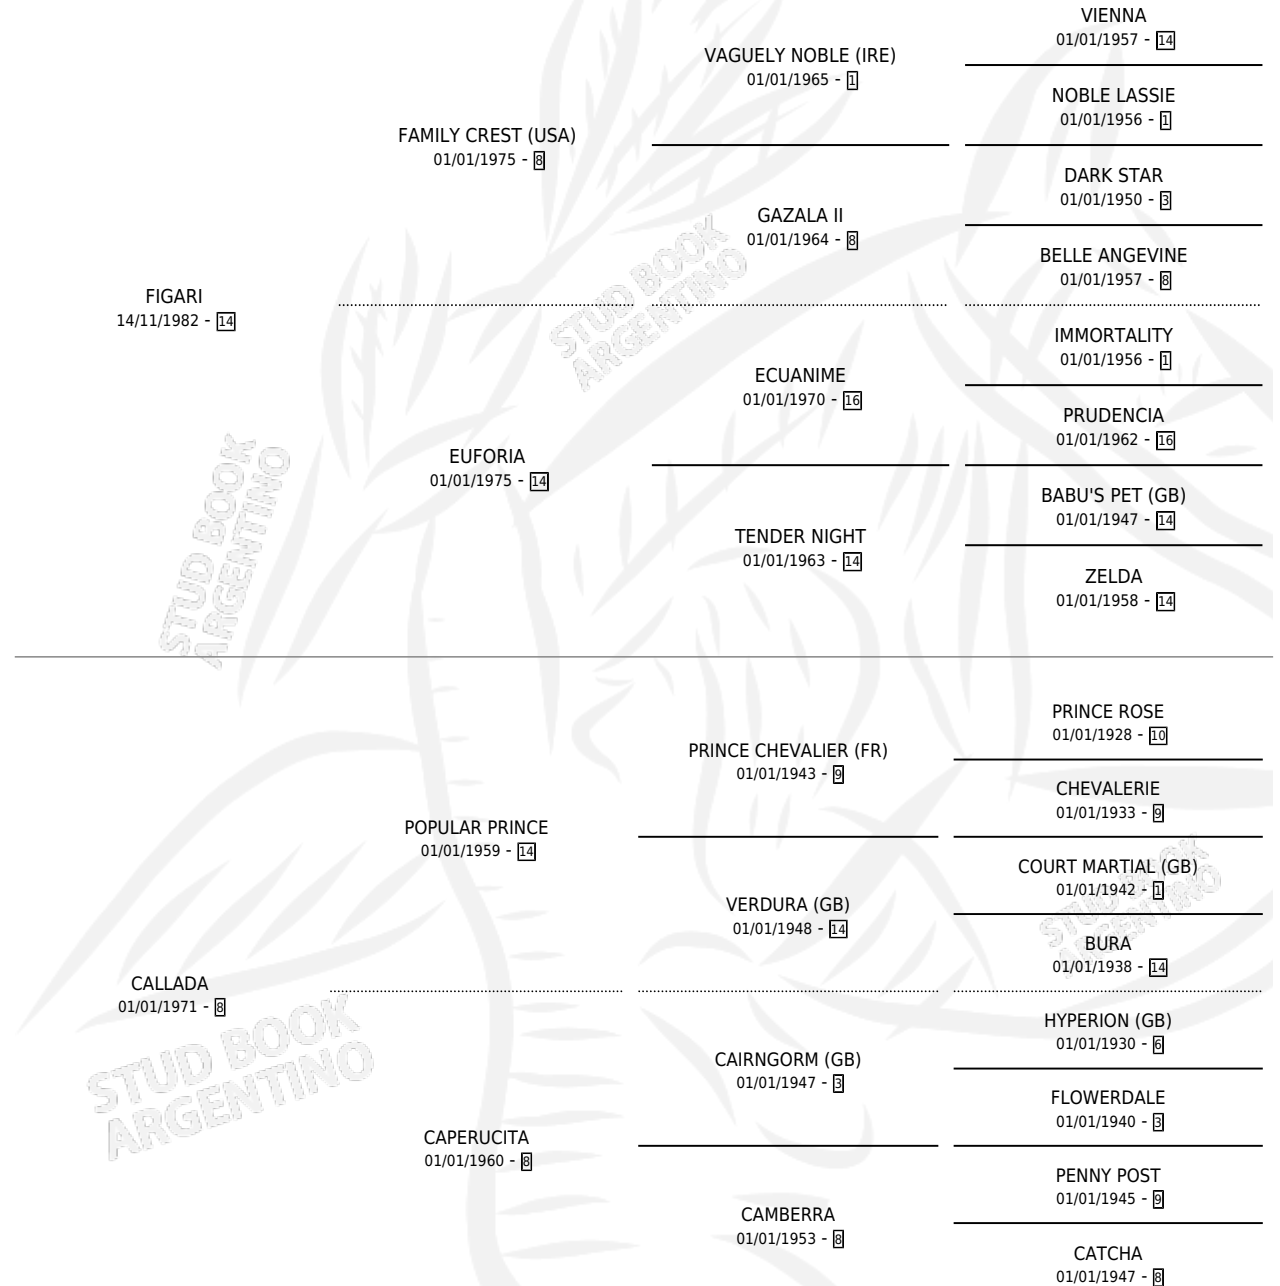 VIENNA
01/01/1957 - 14
VAGUELY NOBLE (IRE)
01/01/1965 - 1
NOBLE LASSIE
01/01/1956 - 1
FAMILY CREST (USA)
01/01/1975 - 8
DARK STAR
01/01/1950 - 3
GAZALA II
01/01/1964 - 8
BELLE ANGEVINE
01/01/1957 - 8
FIGARI
14/11/1982 - 14
IMMORTALITY
01/01/1956 - 1
ECUANIME
01/01/1970 - 16
PRUDENCIA
01/01/1962 - 16
EUFORIA
01/01/1975 - 14
BABU'S PET (GB)
01/01/1947 - 14
TENDER NIGHT
01/01/1963 - 14
ZELDA
01/01/1958 - 14
PRINCE ROSE
01/01/1928 - 10
PRINCE CHEVALIER (FR)
01/01/1943 - 9
CHEVALERIE
01/01/1933 - 9
POPULAR PRINCE
01/01/1959 - 14
COURT MARTIAL (GB)
01/01/1942 - 1
VERDURA (GB)
01/01/1948 - 14
BURA
01/01/1938 - 14
CALLADA
01/01/1971 - 8
HYPERION (GB)
01/01/1930 - 6
CAIRNGORM (GB)
01/01/1947 - 3
FLOWERDALE
01/01/1940 - 3
CAPERUCITA
01/01/1960 - 8
PENNY POST
01/01/1945 - 9
CAMBERRA
01/01/1953 - 8
CATCHA
01/01/1947 - 8
STUD BOOK
ARGENTINO
STUD BOOK
ARGENTINO
STUD BOOK
ARGENTINO
STUD BOOK
ARGENTINO